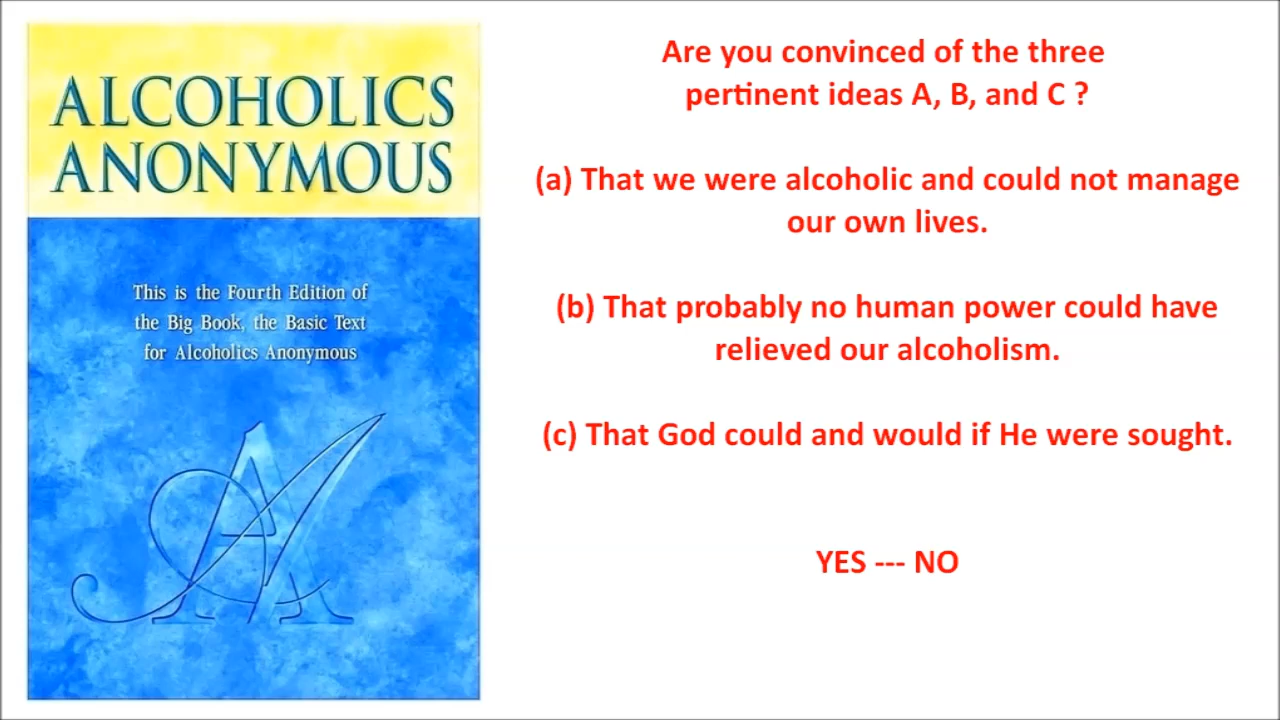 ALCOHOLICS
ANONYMOUS
This is the Fourth Edition of
the Big Book, the Basic Text
for Alcoholics Anonymous
AA
Are you convinced of the three
pertinent ideas A, B, and C ?
(a) That we were alcoholic and could not manage
our own lives.
(b) That probably no human power could have
relieved our alcoholism.
(c) That God could and would if He were sought.
YES --- NO